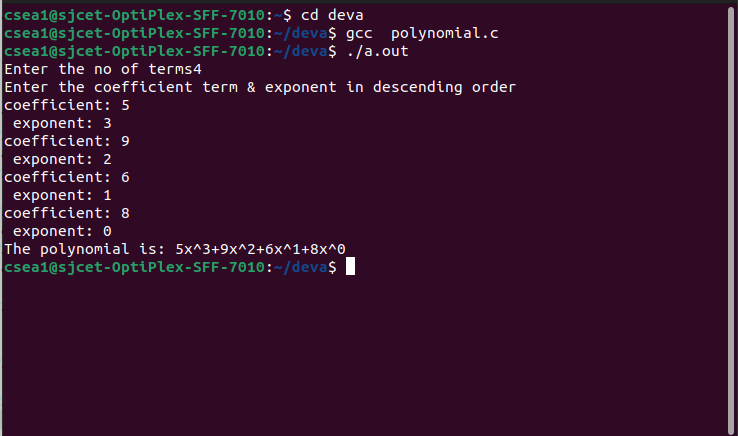 csea1@sjcet-OptiPlex-SFF-7010:~$ cd deva
csea1@sjcet-OptiPlex-SFF-7010:~/deva$ gcc  polynomial.c
csea1@sjcet-OptiPlex-SFF-7010:~/deva$ ./a.out
Enter the no of terms4
Enter the coefficient term & exponent in descending order
coefficient: 5
 exponent: 3
coefficient: 9
 exponent: 2
coefficient: 6
 exponent: 1
coefficient: 8
 exponent: 0
The polynomial is: 5x^3+9x^2+6x^1+8x^0
csea1@sjcet-OptiPlex-SFF-7010:~/deva$